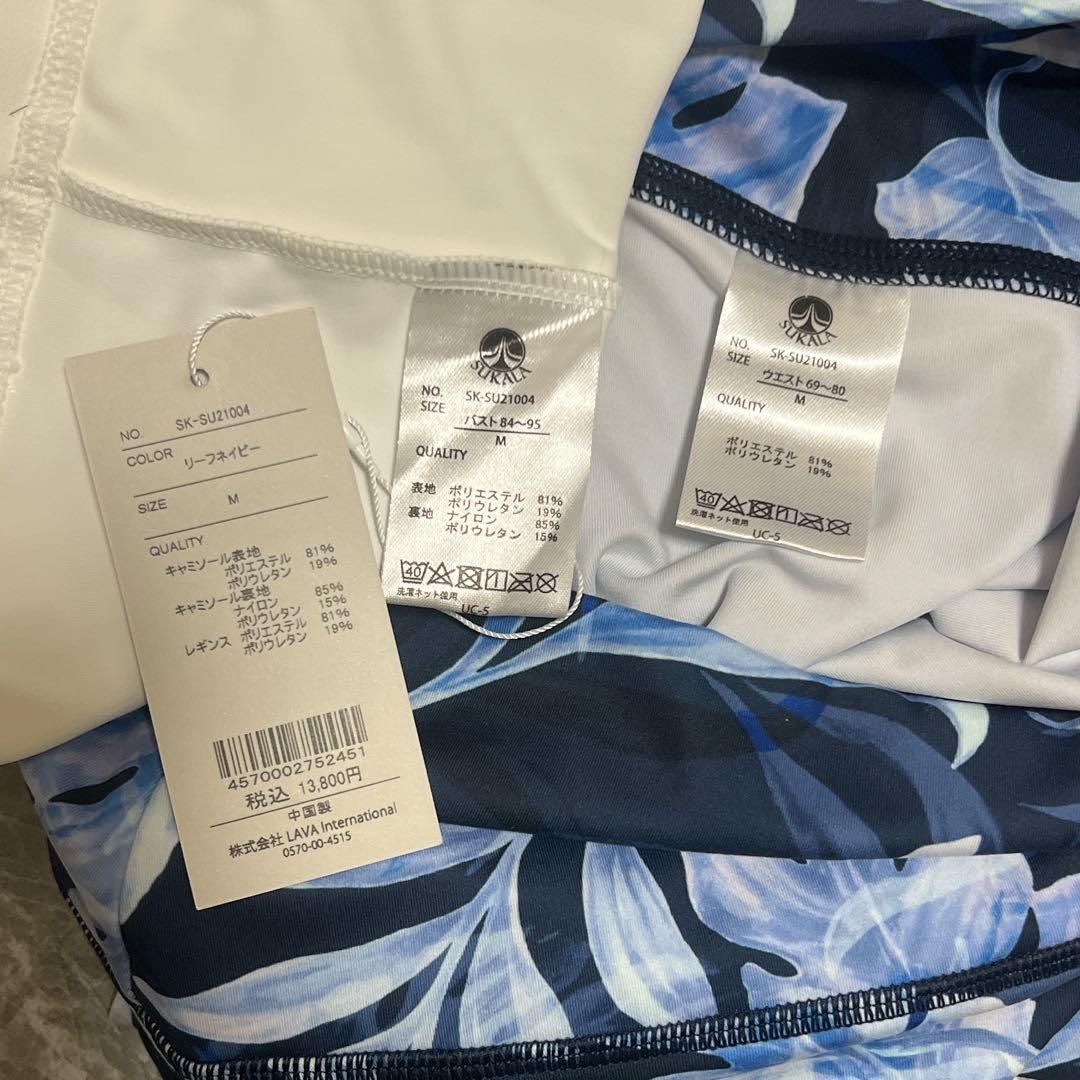 NO. SK-SU21004
COLOR リーフネイビー
SIZE M
QUALITY
キャミソール表地
ポリエステル 81%
ポリウレタン 19%
キャミソール裏地
ナイロン 85%
ポリウレタン 15%
レギンス ポリエステル 81%
ポリウレタン 19%
4570002752451
税込 13,800円
中国製
株式会社 LAVA International
0570-00-4515
SUKALA
NO. SK-SU21004
SIZE バスト 84～95
M
QUALITY
表地 ポリエステル 81%
ポリウレタン 19%
裏地 ナイロン 85%
ポリウレタン 15%
40
洗濯ネット使用
UC-5
SUKALA
NO. SK-SU21004
SIZE ウエスト 69～80
M
QUALITY
ポリエステル 81%
ポリウレタン 19%
40
洗濯ネット使用
UC-5